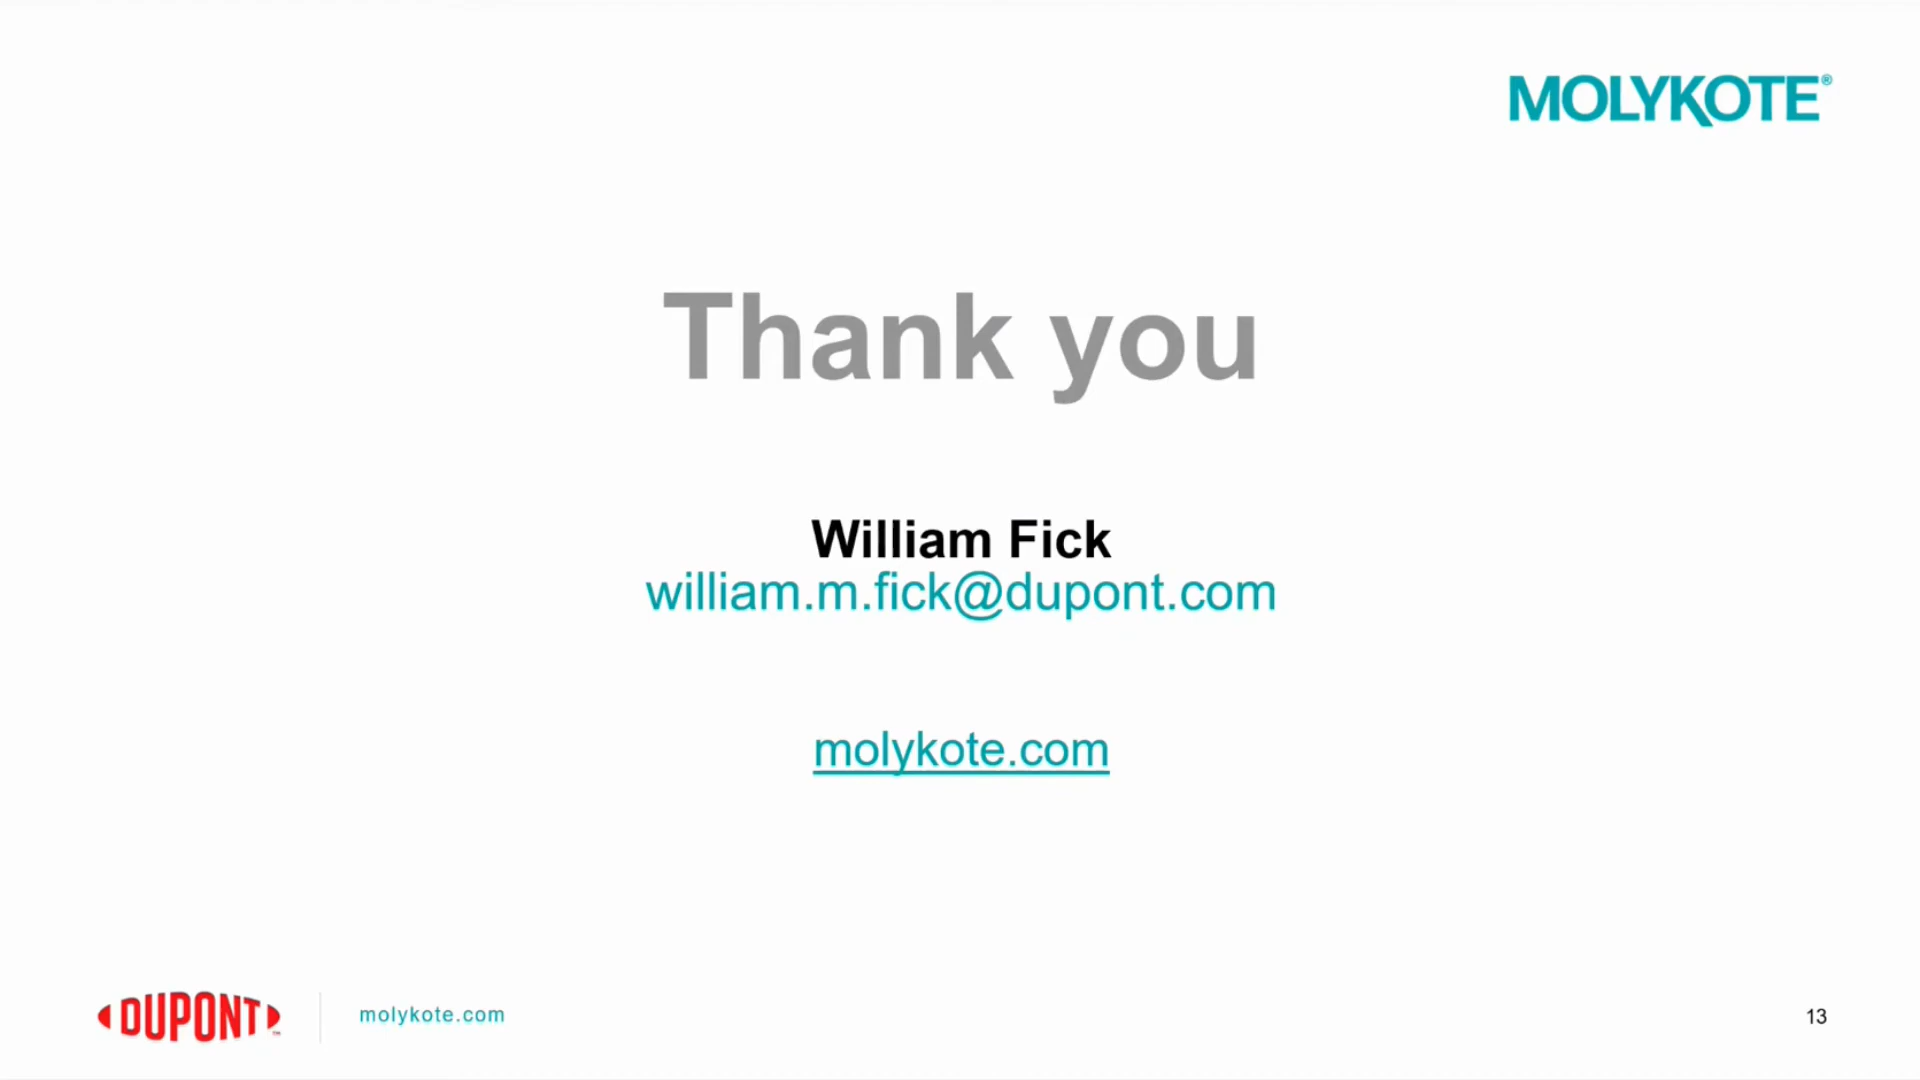 MOLYKOTE®
Thank you
William Fick
william.m.fick@dupont.com
molykote.com
DUPONT™
molykote.com
13